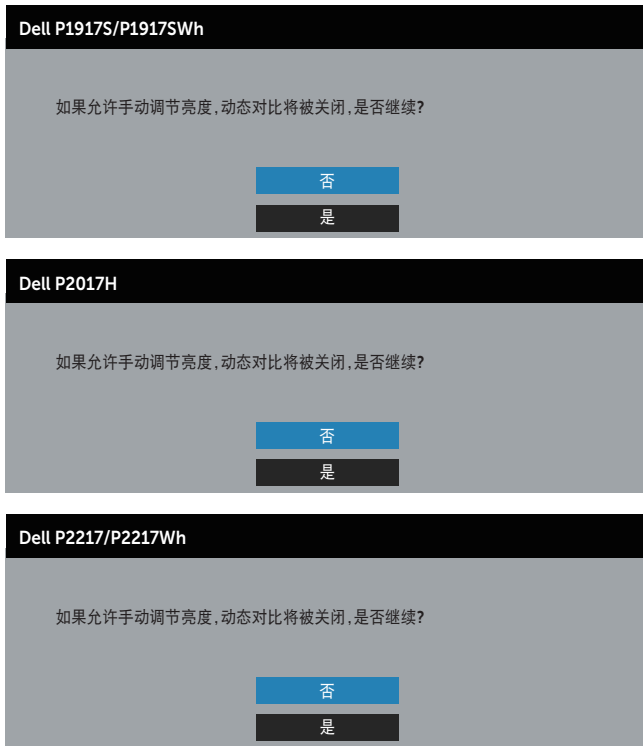 Dell P1917S/P1917SWh
如果允许手动调节亮度,动态对比将被关闭,是否继续?
否
是
Dell P2017H
如果允许手动调节亮度,动态对比将被关闭,是否继续?
否
是
Dell P2217/P2217Wh
如果允许手动调节亮度,动态对比将被关闭,是否继续?
否
是